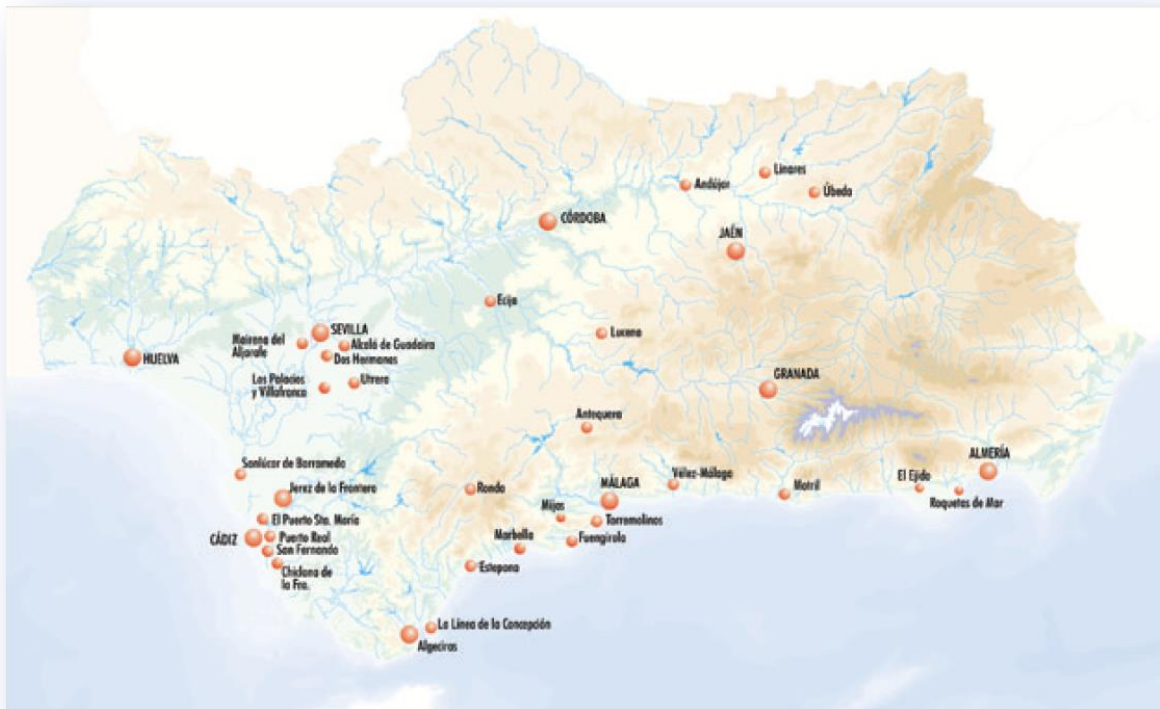 Linares
Andújar
Úbeda
CÓRDOBA
JAÉN
Ecija
SEVILLA
Mairena del
Aljarafe
Alcalá de Guadaira
Dos Hermanas
HUELVA
Lucena
Los Palacios
y Villafranca
Utrera
GRANADA
Antequera
Sanlúcar de Barrameda
Jerez de la Frontera
Ronda
MÁLAGA
Vélez-Málaga
Motril
El Ejido
ALMERÍA
Roquetas de Mar
Mijas
Torremolinos
El Puerto Sta. María
CÁDIZ
Puerto Real
San Fernando
Chiclana de
la Fra.
Marbella
Fuengirola
Estepona
La Línea de la Concepción
Algeciras